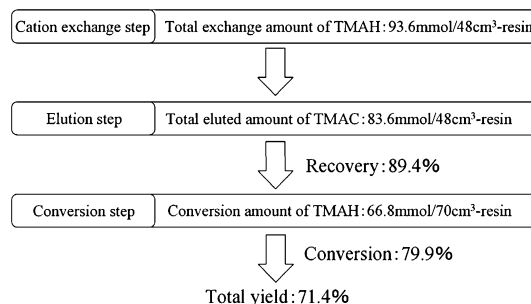 Cation exchange step Total exchange amount of TMAH:93.6mmol/48cm³-resin
Elution step Total eluted amount of TMAC:83.6mmol/48cm³-resin
Recovery:89.4%
Conversion step Conversion amount of TMAH:66.8mmol/70cm³-resin
Conversion:79.9%
Total yield:71.4%